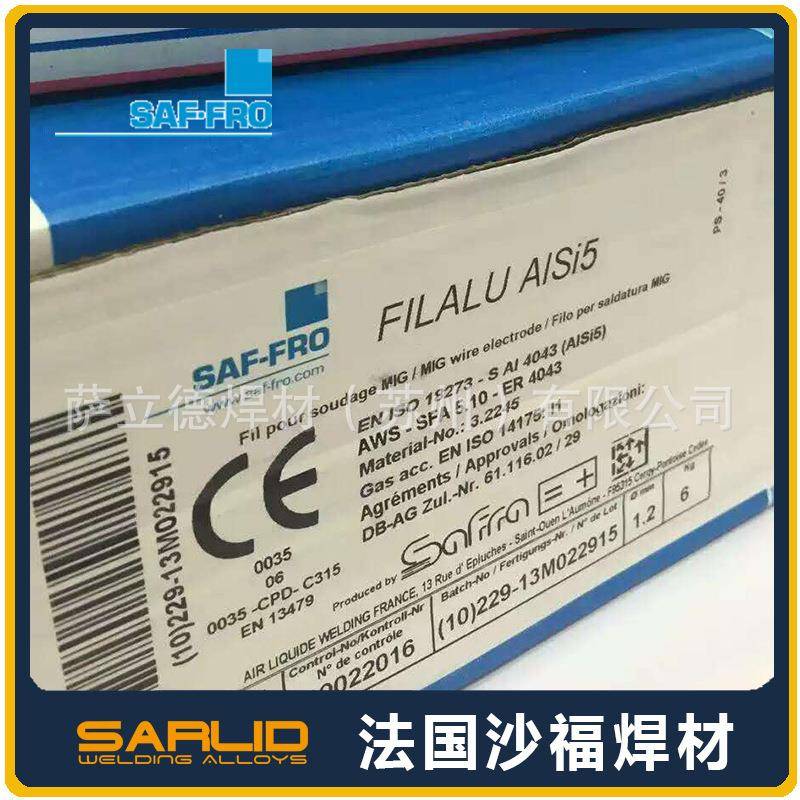 SAF-FRO
PS - 40 / 3
FILALU AlSi5
SAF-FRO
www.saf-fro.com
Fil pour soudage MIG / MIG wire electrode / Filo per saldatura MIG
EN ISO 18273 - S Al 4043 (AlSi5)
AWS - SFA 5.10 - ER 4043
Material-No.: 3.2245
Gas acc. EN ISO 14175: I1
Agréments / Approvals / Omologazioni:
DB-AG Zul.-Nr. 61.116.02 / 29
萨立德焊材（苏州）有限公司
CE
0035
06
0035 -CPD- C315
EN 13479
Produced by Safra
AIR LIQUIDE WELDING FRANCE, 13 Rue d' Epluches - Saint-Ouen L'Aumône - F95315 Cergy-Pontoise Cedex
Control-No/Kontroll-Nr
N° de contrôle
0022016
Batch-No / Fertigungs-Nr. / N° de Lot
(10)229-13M022915
Ø mm
1.2
Kg
6
(10)229-13M022915
SARLID
WELDING ALLOYS
法国沙福焊材